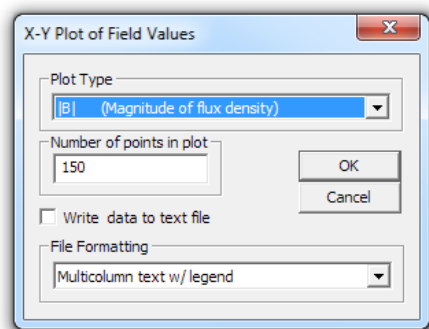 X-Y Plot of Field Values
Plot Type
|B| (Magnitude of flux density)
Number of points in plot
150
OK
Cancel
Write data to text file
File Formatting
Multicolumn text w/ legend